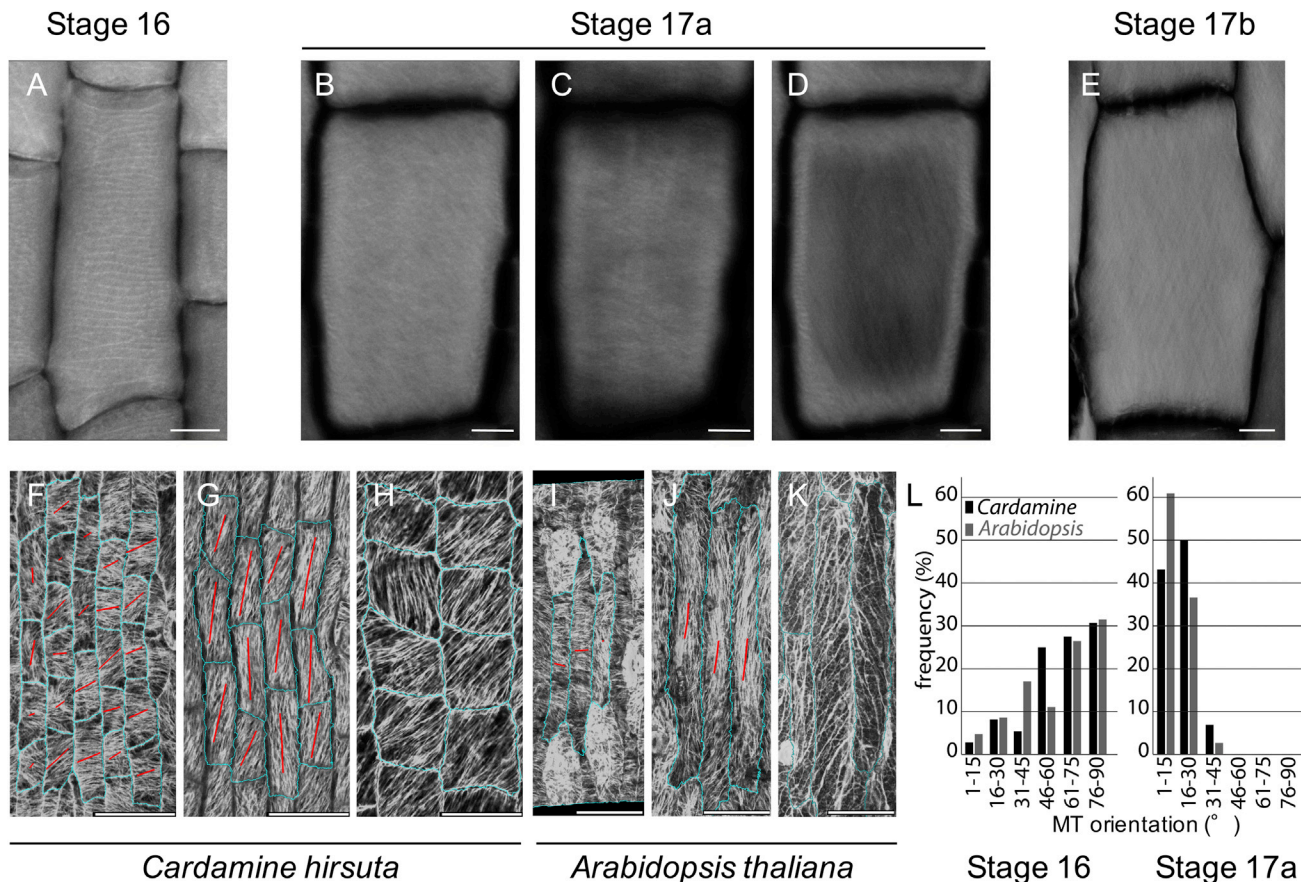 Stage 16
Stage 17a
Stage 17b
A
B
C
D
E
F
G
H
I
J
K
L
60
50
40
30
20
10
0
frequency (%)
Cardamine
Arabidopsis
1-15
16-30
31-45
46-60
61-75
76-90
60
50
40
30
20
10
0
1-15
16-30
31-45
46-60
61-75
76-90
MT orientation (°)
Cardamine hirsuta
Arabidopsis thaliana
Stage 16
Stage 17a